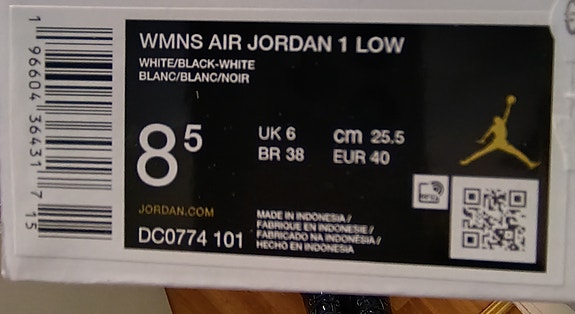 WMNS AIR JORDAN 1 LOW
WHITE/BLACK-WHITE
BLANC/BLANC/NOIR
8 5
UK 6 cm 25.5
BR 38 EUR 40
JORDAN.COM
DC0774 101
MADE IN INDONESIA /
FABRIQUE EN INDONESIE /
FABRICADO NA INDONÉSIA /
HECHO EN INDONESIA
RFID
1 96604 36431 7 15